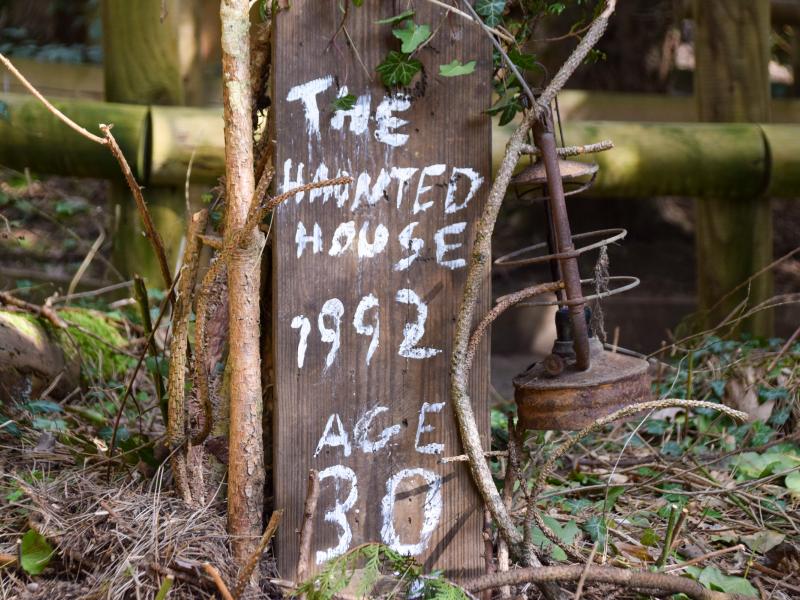 THE
HAUNTED
HOUSE
1992
AGE
30